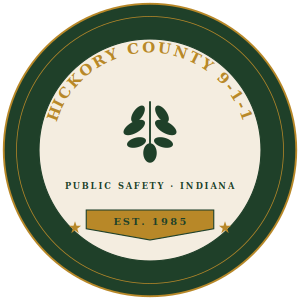 HICKORY COUNTY 9-1-1
PUBLIC SAFETY · INDIANA
EST. 1985